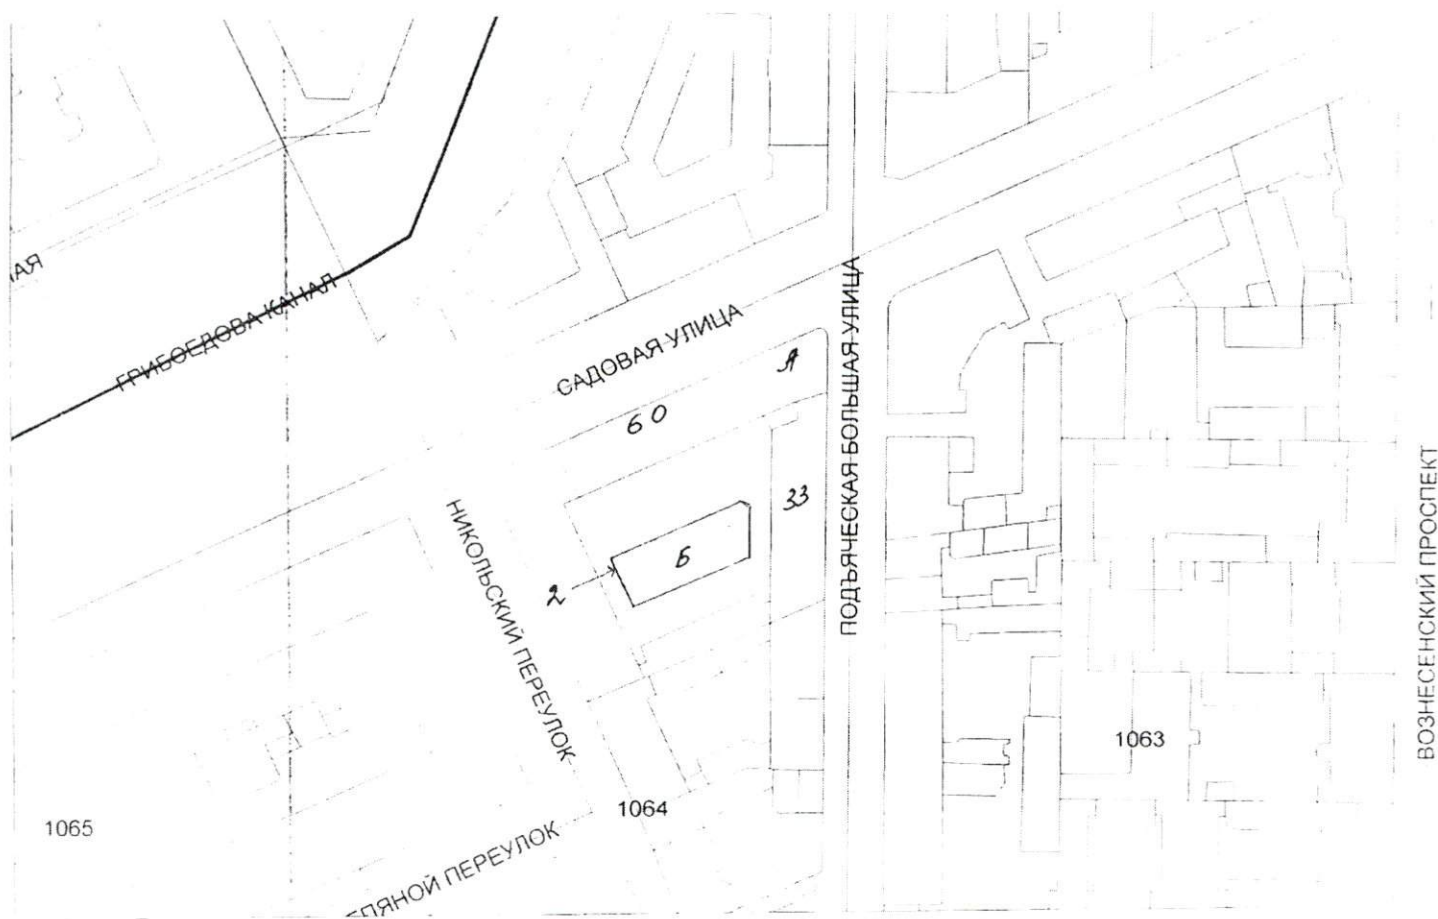 АЯ
ГРИБОЕДОВА КАНАЛ
САДОВАЯ УЛИЦА
А
60
ПОДЪЯЧЕСКАЯ БОЛЬШАЯ УЛИЦА
33
НИКОЛЬСКИЙ ПЕРЕУЛОК
Б
2
ВОЗНЕСЕНСКИЙ ПРОСПЕКТ
1063
1064
1065
ПЯНОЙ ПЕРЕУЛОК